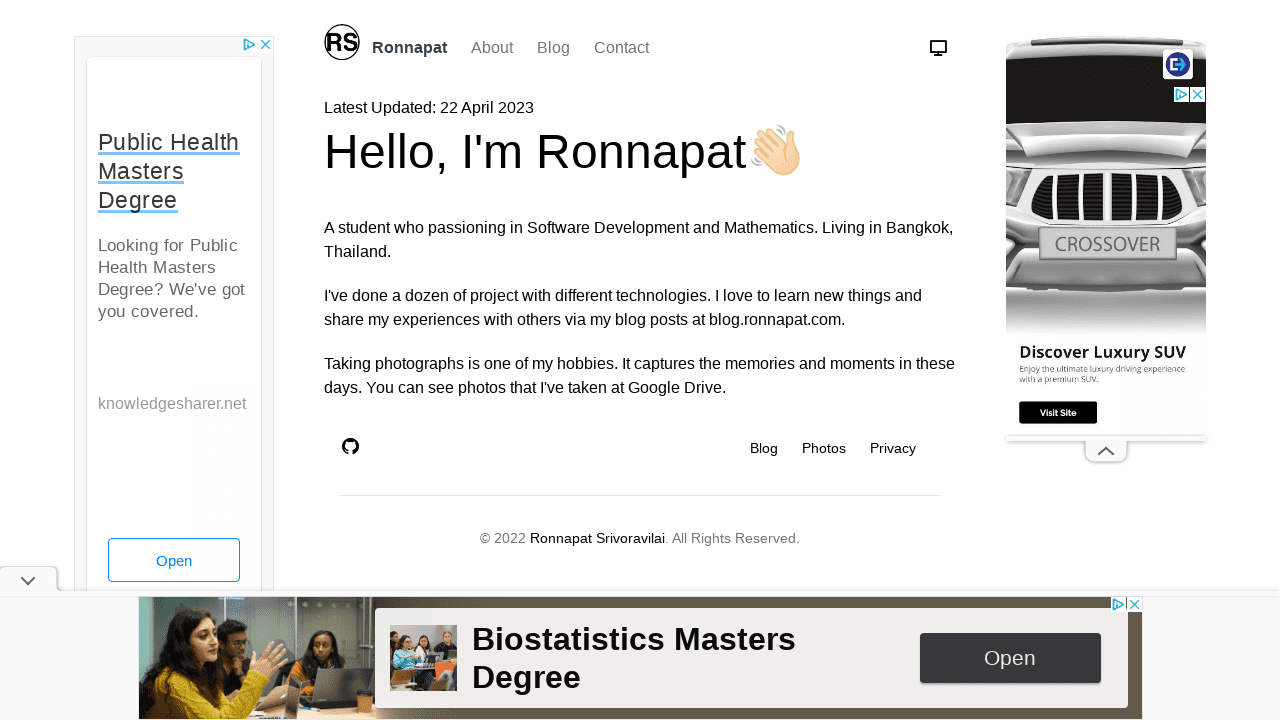 RS
Ronnapat
About
Blog
Contact
Latest Updated: 22 April 2023
Hello, I'm Ronnapat
A student who passioning in Software Development and Mathematics. Living in Bangkok,
Thailand.
I've done a dozen of project with different technologies. I love to learn new things and
share my experiences with others via my blog posts at blog.ronnapat.com.
Taking photographs is one of my hobbies. It captures the memories and moments in these
days. You can see photos that I've taken at Google Drive.
Blog
Photos
Privacy
© 2022 Ronnapat Srivoravilai. All Rights Reserved.
Public Health
Masters
Degree
Looking for Public
Health Masters
Degree? We've got
you covered.
knowledgesharer.net
Open
CROSSOVER
Discover Luxury SUV
Enjoy the ultimate luxury driving experience
with a premium SUV.
Visit Site
Biostatistics Masters
Degree
Open